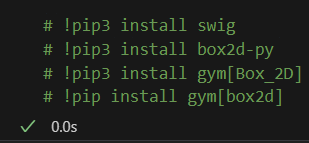 # !pip3 install swig
# !pip3 install box2d-py
# !pip3 install gym[Box_2D]
# !pip install gym[box2d]
0.0s